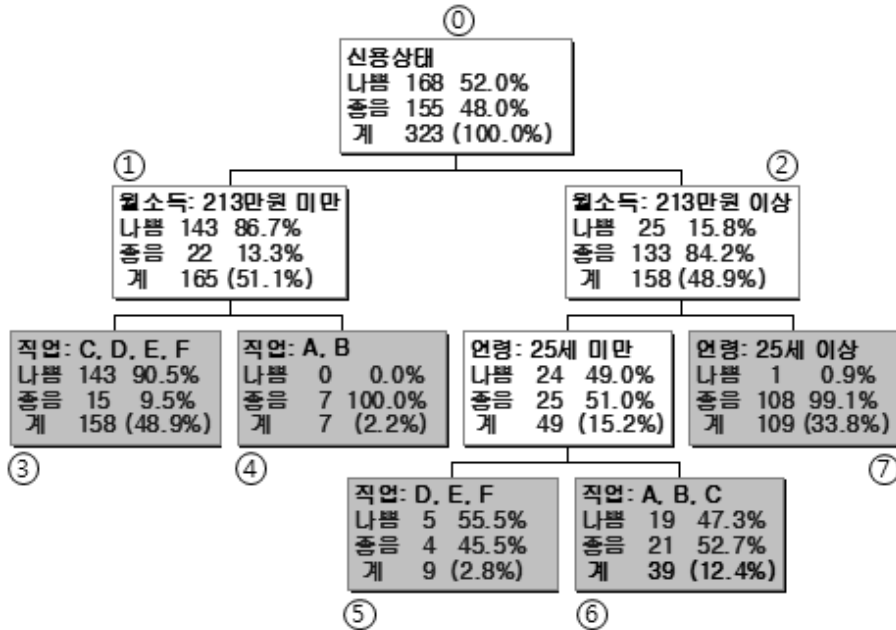 ⓪
신용상태
나쁨 168 52.0%
좋음 155 48.0%
계 323 (100.0%)
①
②
월소득: 213만원 미만
나쁨 143 86.7%
좋음 22 13.3%
계 165 (51.1%)
월소득: 213만원 이상
나쁨 25 15.8%
좋음 133 84.2%
계 158 (48.9%)
직업: C, D, E, F
나쁨 143 90.5%
좋음 15 9.5%
계 158 (48.9%)
직업: A, B
나쁨 0 0.0%
좋음 7 100.0%
계 7 (2.2%)
연령: 25세 미만
나쁨 24 49.0%
좋음 25 51.0%
계 49 (15.2%)
연령: 25세 이상
나쁨 1 0.9%
좋음 108 99.1%
계 109 (33.8%)
③
④
⑦
직업: D, E, F
나쁨 5 55.5%
좋음 4 45.5%
계 9 (2.8%)
직업: A, B, C
나쁨 19 47.3%
좋음 21 52.7%
계 39 (12.4%)
⑤
⑥